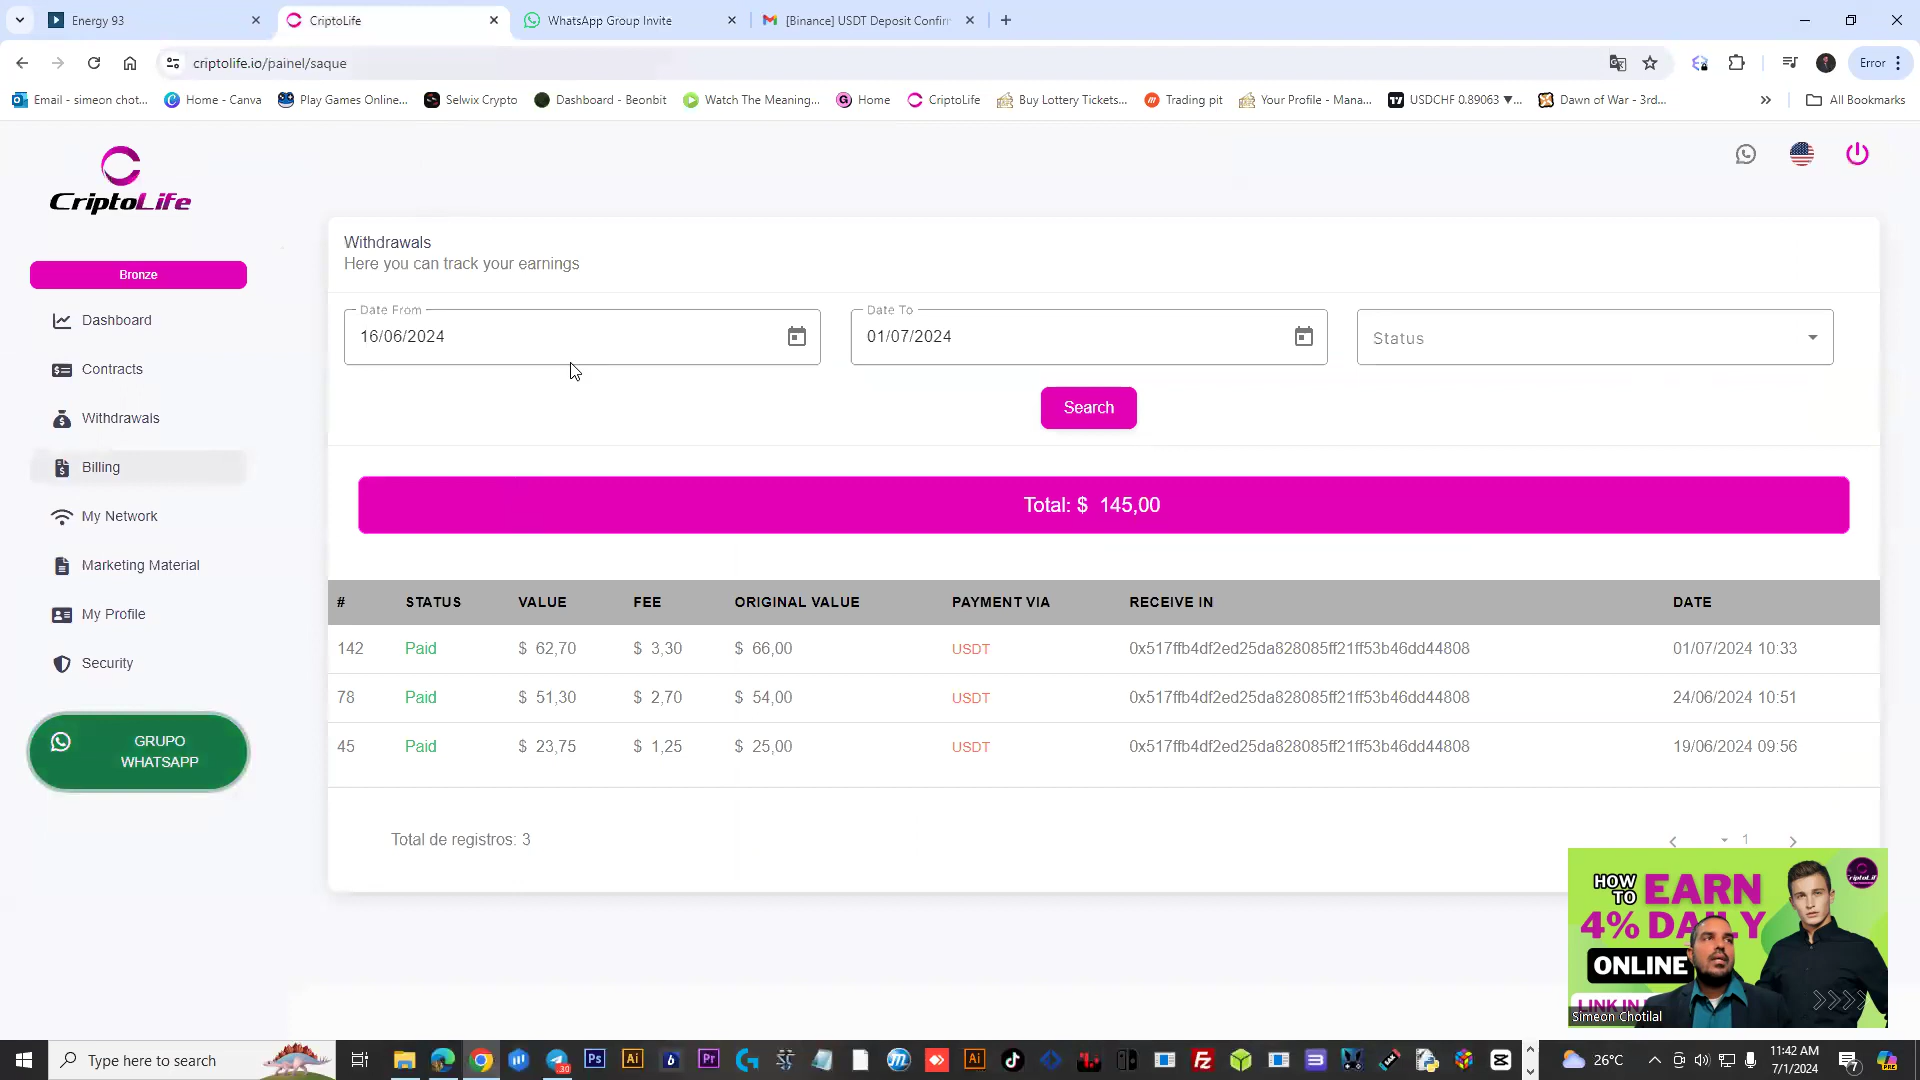 Energy 93
CriptoLife
WhatsApp Group Invite
[Binance] USDT Deposit Confir
criptolife.io/painel/saque
Error
Email - simeon chot...
Home - Canva
Play Games Online...
Selwix Crypto
Dashboard - Beonbit
Watch The Meaning...
Home
CriptoLife
Buy Lottery Tickets...
Trading pit
Your Profile - Mana...
USDCHF 0.89063 ▼...
Dawn of War - 3rd...
All Bookmarks
CriptoLife
Bronze
Dashboard
Contracts
Withdrawals
Billing
My Network
Marketing Material
My Profile
Security
GRUPO
WHATSAPP
Withdrawals
Here you can track your earnings
Date From
16/06/2024
Date To
01/07/2024
Status
Search
Total: $ 145,00
# STATUS VALUE FEE ORIGINAL VALUE PAYMENT VIA RECEIVE IN DATE
142 Paid $ 62,70 $ 3,30 $ 66,00 USDT 0x517ffb4df2ed25da828085ff21ff53b46dd44808 01/07/2024 10:33
78 Paid $ 51,30 $ 2,70 $ 54,00 USDT 0x517ffb4df2ed25da828085ff21ff53b46dd44808 24/06/2024 10:51
45 Paid $ 23,75 $ 1,25 $ 25,00 USDT 0x517ffb4df2ed25da828085ff21ff53b46dd44808 19/06/2024 09:56
Total de registros: 3
1
HOW
TO
EARN
4% DAILY
ONLINE
LINK IN
Simeon Chotilal
Type here to search
26°C
11:42 AM
7/1/2024